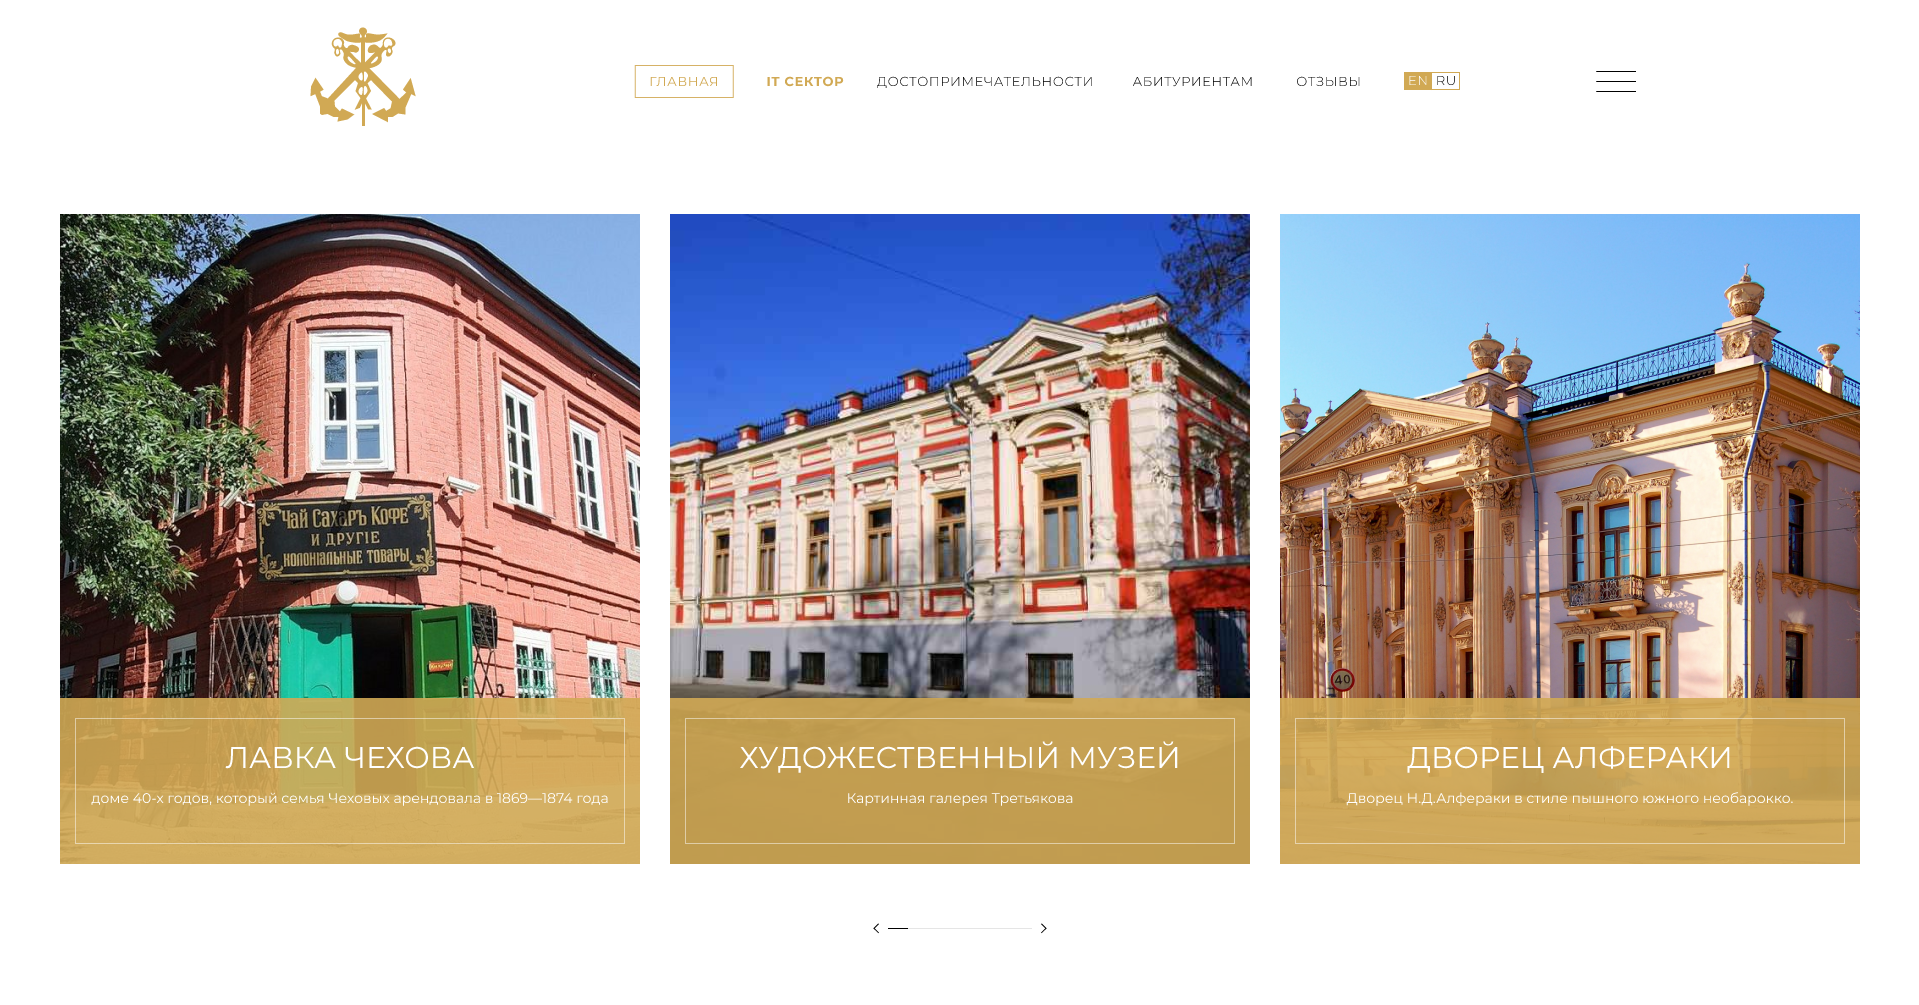 ГЛАВНАЯ
IT СЕКТОР
ДОСТОПРИМЕЧАТЕЛЬНОСТИ
АБИТУРИЕНТАМ
ОТЗЫВЫ
EN RU
ЧАЙ САХАРЪ КОФЕ
И ДРУГIЕ
КОЛОНIАЛЬНЫЕ ТОВАРЫ
40
ЛАВКА ЧЕХОВА
доме 40-х годов, который семья Чеховых арендовала в 1869—1874 года
ХУДОЖЕСТВЕННЫЙ МУЗЕЙ
Картинная галерея Третьякова
ДВОРЕЦ АЛФЕРАКИ
Дворец Н.Д.Алфераки в стиле пышного южного необарокко.